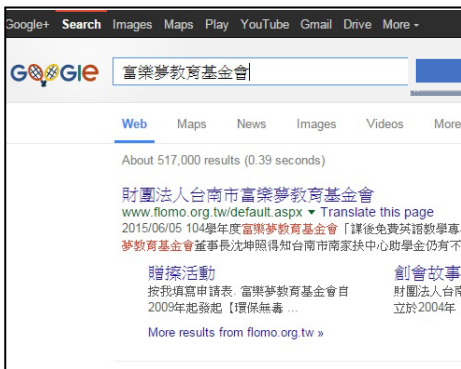 Google+ Search Images Maps Play YouTube Gmail Drive More
GOOGLE 富樂夢教育基金會
Web Maps News Images Videos More
About 517,000 results (0.39 seconds)
財團法人台南市富樂夢教育基金會
www.flomo.org.tw/default.aspx ▼ Translate this page
2015/06/05 104學年度富樂夢教育基金會「課後免費英語教學專
夢教育基金會董事長沈坤照得知台南市南家扶中心助學金仍有不
贈擦活動 創會故事
按我填寫申請表. 富樂夢教育基金會自 財團法人台南
2009年起發起【環保無毒 ... 立於2004年
More results from flomo.org.tw »